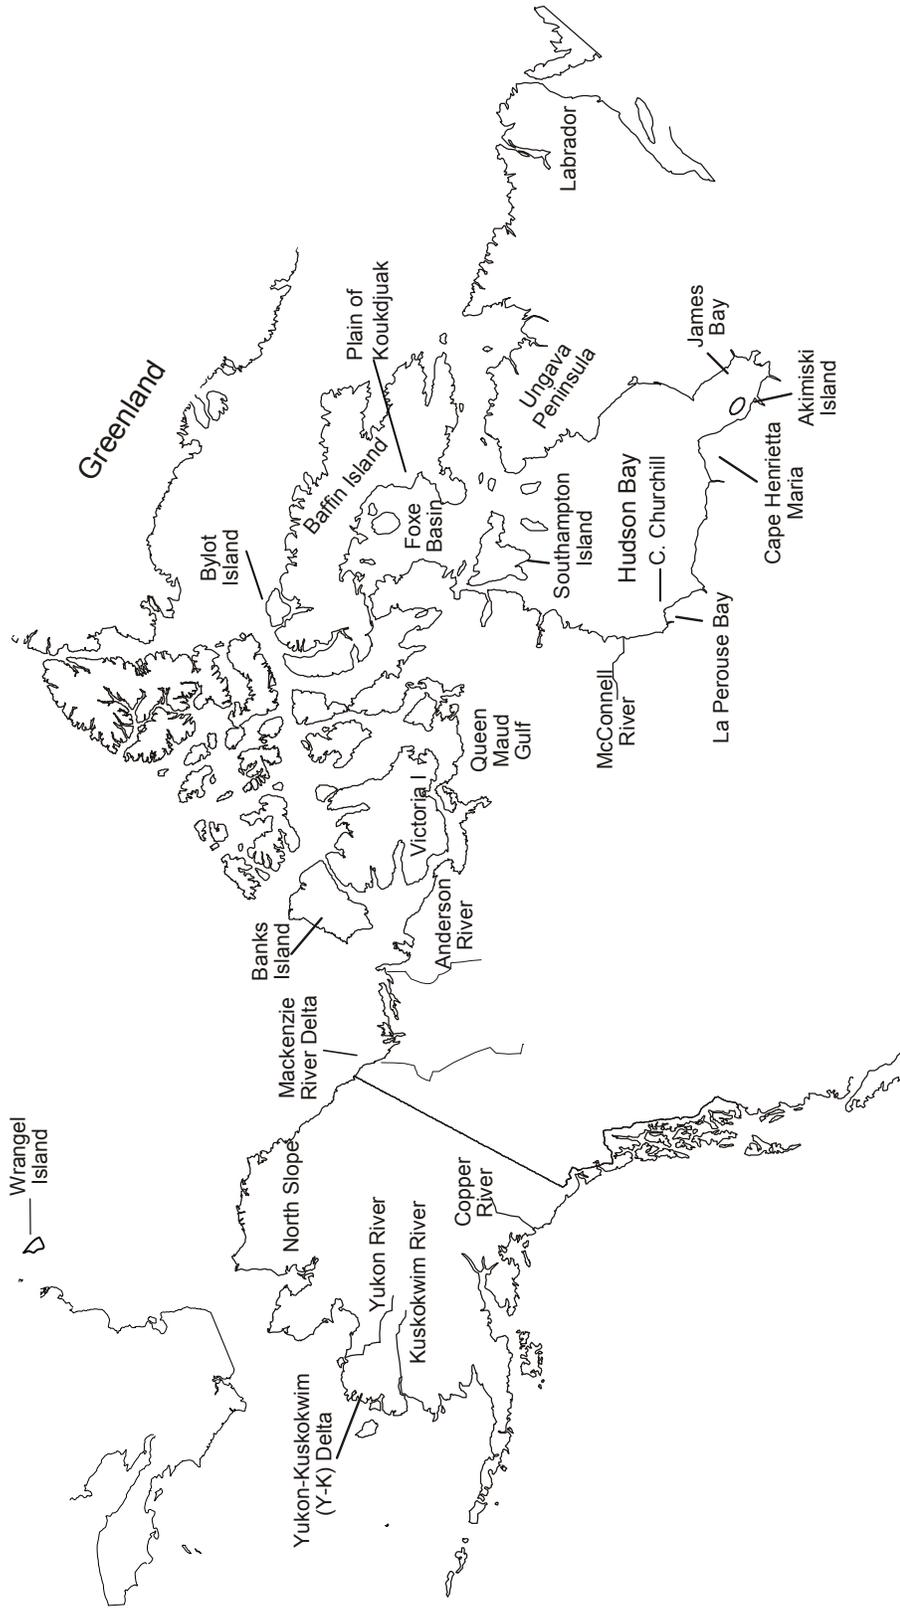 Wrangel
Island
Greenland
Bylot
Island
Plain of
Koukdjuak
Baffin Island
Foxe
Basin
Banks
Island
Victoria I
Mackenzie
River Delta
North Slope
Anderson
River
Queen
Maud
Gulf
Southampton
Island
Ungava
Peninsula
Labrador
Yukon River
Kuskokwim River
Yukon-Kuskokwim
(Y-K) Delta
Copper
River
McConnell
River
Hudson Bay
C. Churchill
La Perouse Bay
Cape Henrietta
Maria
James
Bay
Akimiski
Island